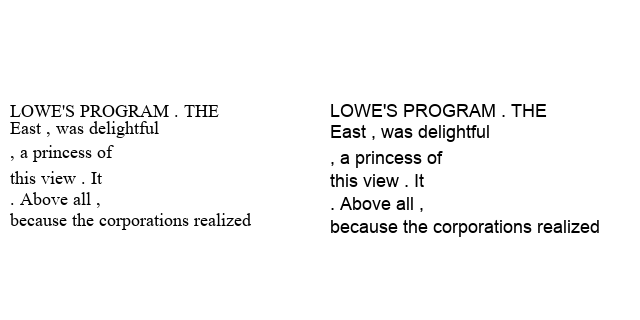 LOWE'S PROGRAM . THE
East , was delightful
, a princess of
this view . It
. Above all ,
because the corporations realized
LOWE'S PROGRAM . THE
East , was delightful
, a princess of
this view . It
. Above all ,
because the corporations realized